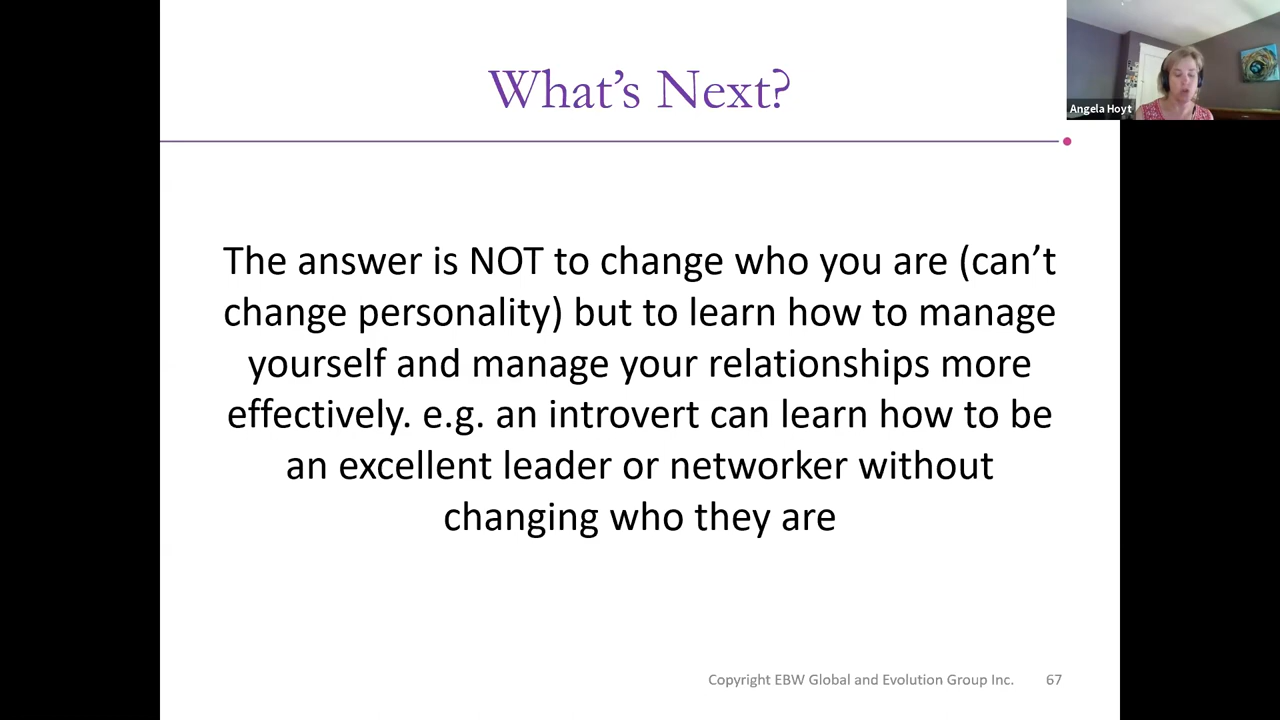 What's Next?
Angela Hoyt
The answer is NOT to change who you are (can't
change personality) but to learn how to manage
yourself and manage your relationships more
effectively. e.g. an introvert can learn how to be
an excellent leader or networker without
changing who they are
Copyright EBW Global and Evolution Group Inc. 67